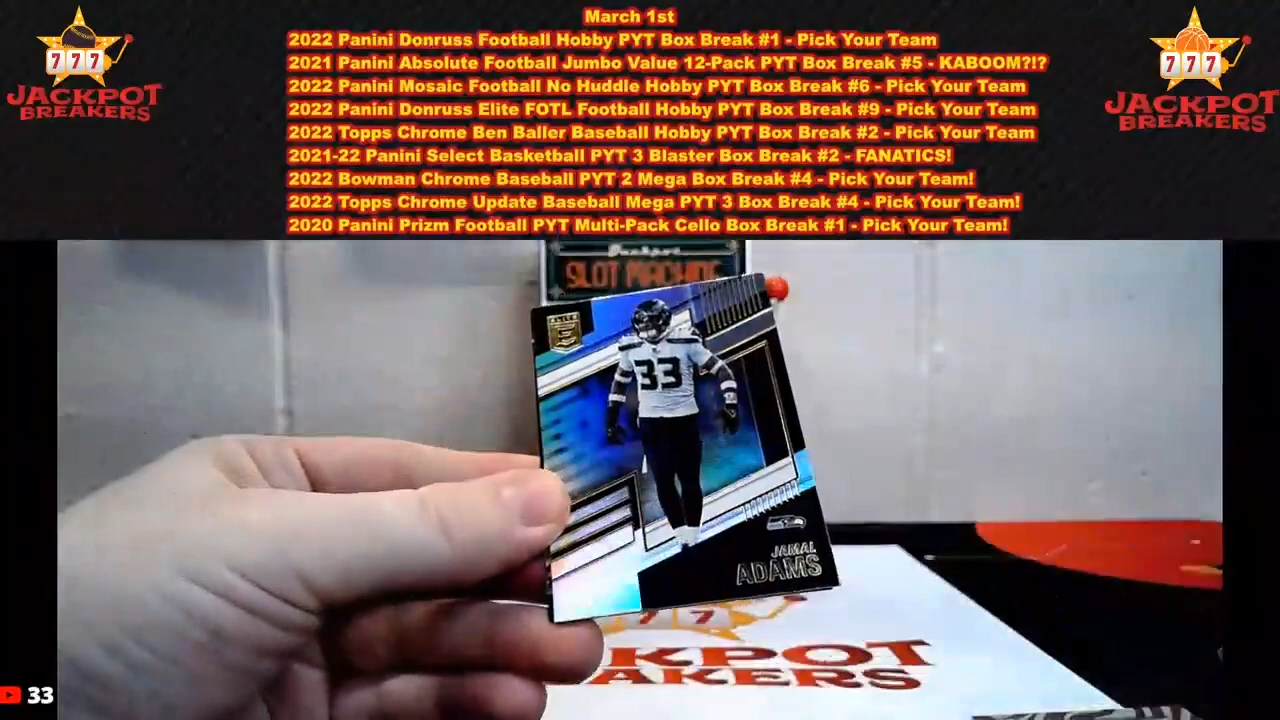 March 1st
2022 Panini Donruss Football Hobby PYT Box Break #1 - Pick Your Team
2021 Panini Absolute Football Jumbo Value 12-Pack PYT Box Break #5 - KABOOM?!?
2022 Panini Mosaic Football No Huddle Hobby PYT Box Break #6 - Pick Your Team
2022 Panini Donruss Elite FOTL Football Hobby PYT Box Break #9 - Pick Your Team
2022 Topps Chrome Ben Baller Baseball Hobby PYT Box Break #2 - Pick Your Team
2021-22 Panini Select Basketball PYT 3 Blaster Box Break #2 - FANATICS!
2022 Bowman Chrome Baseball PYT 2 Mega Box Break #4 - Pick Your Team!
2022 Topps Chrome Update Baseball Mega PYT 3 Box Break #4 - Pick Your Team!
2020 Panini Prizm Football PYT Multi-Pack Cello Box Break #1 - Pick Your Team!
777
JACKPOT
BREAKERS
777
JACKPOT
BREAKERS
Jackpot
SLOT MACHINE
ELITE
E
33
JAMAL
ADAMS
7 7
KPOT
AKERS
33